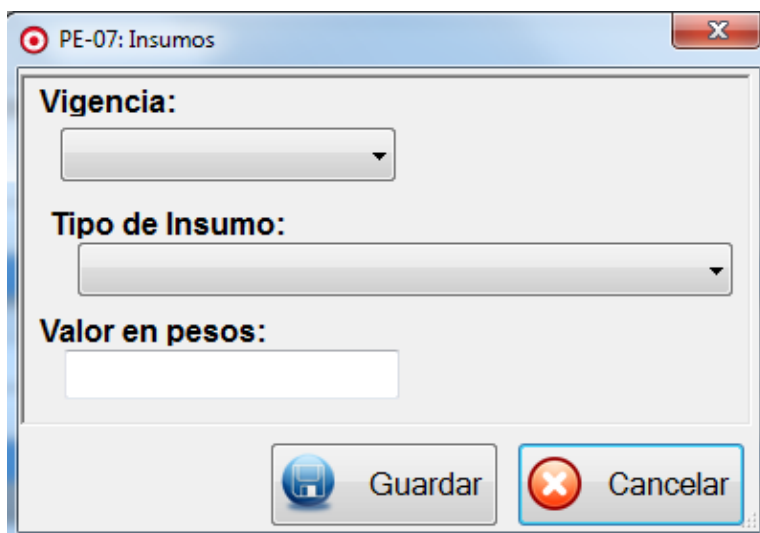 PE-07: Insumos
Vigencia:
Tipo de Insumo:
Valor en pesos:
Guardar
Cancelar